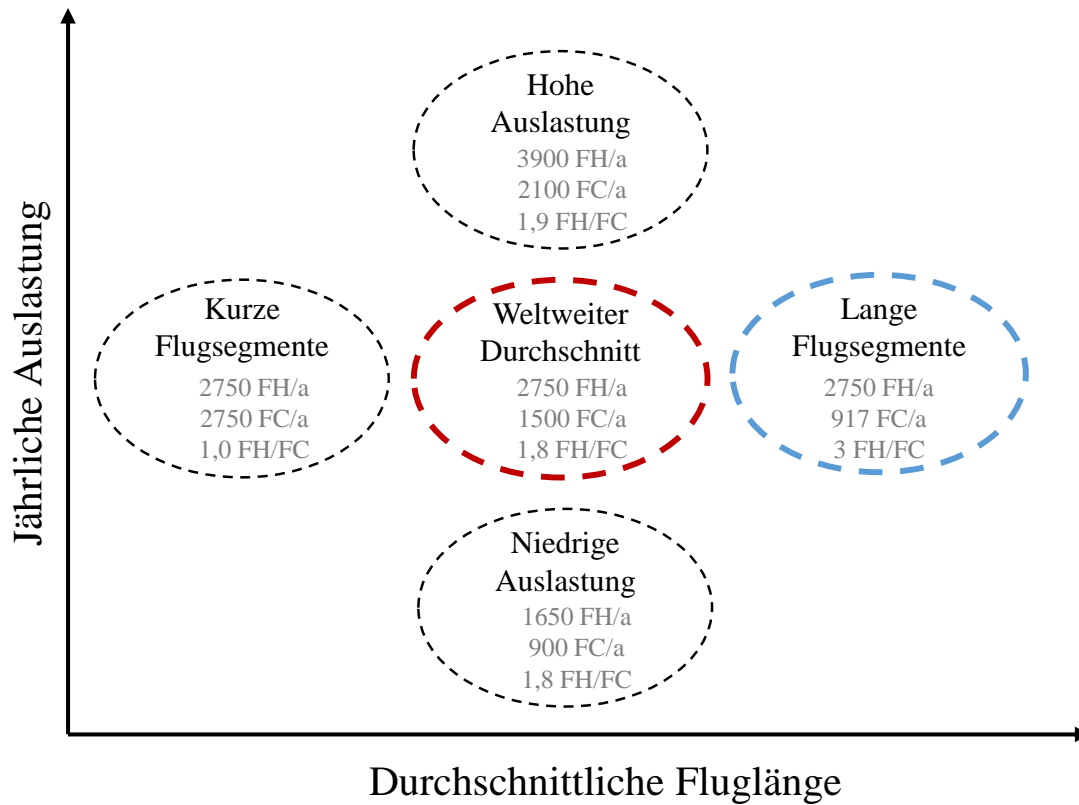 Jährliche Auslastung
Hohe
Auslastung
3900 FH/a
2100 FC/a
1,9 FH/FC
Kurze
Flugsegmente
2750 FH/a
2750 FC/a
1,0 FH/FC
Weltweiter
Durchschnitt
2750 FH/a
1500 FC/a
1,8 FH/FC
Lange
Flugsegmente
2750 FH/a
917 FC/a
3 FH/FC
Niedrige
Auslastung
1650 FH/a
900 FC/a
1,8 FH/FC
Durchschnittliche Fluglänge